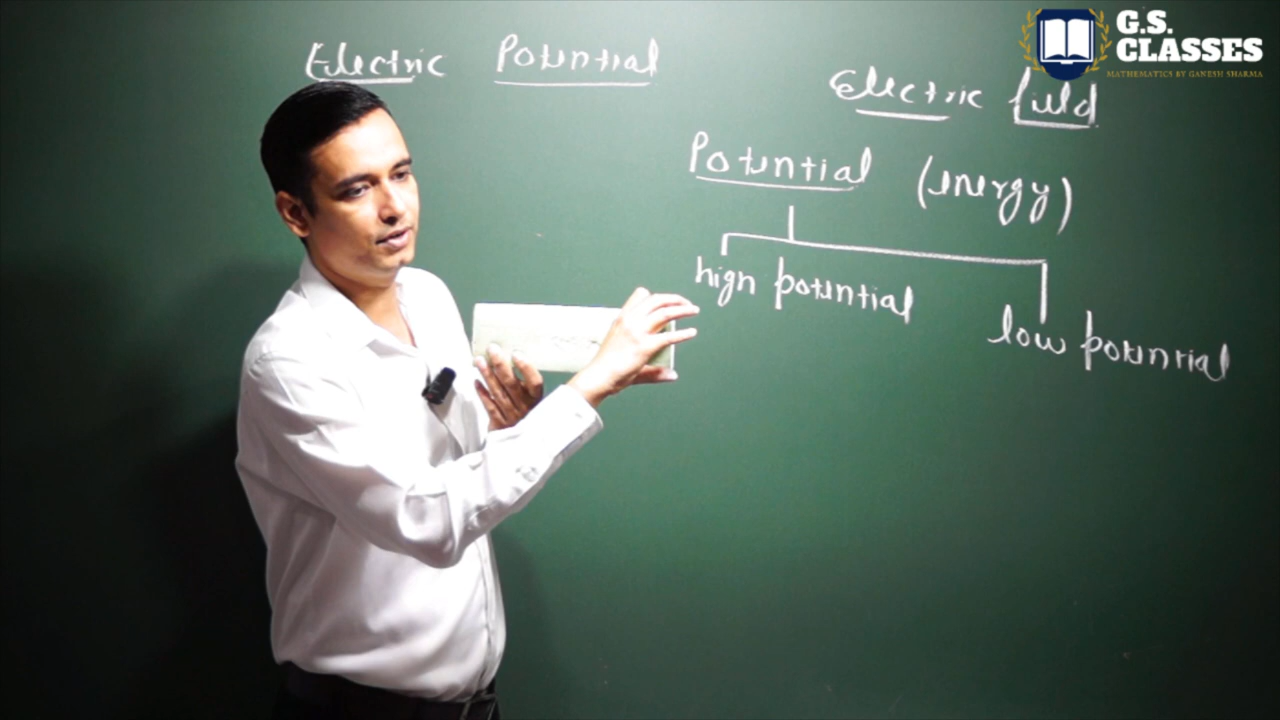 Electric Potential
G.S.
CLASSES
MATHEMATICS BY GANESH SHARMA
Electric field
Potential (energy)
high potential
low potential